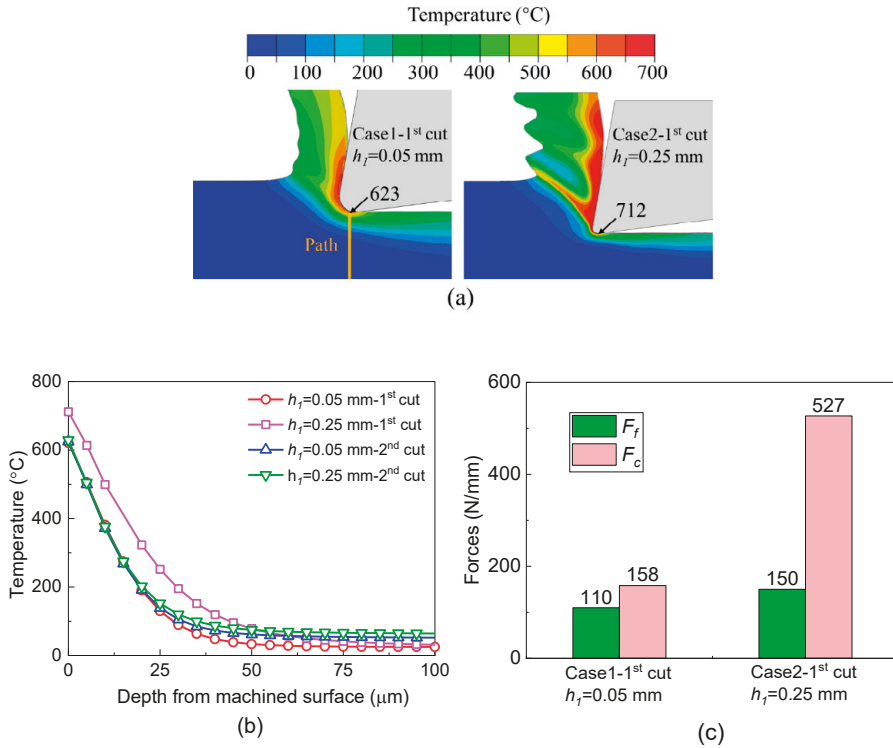 Temperature (°C)
0 100 200 300 400 500 600 700
Case1-1st cut
h1=0.05 mm
623
Path
Case2-1st cut
h1=0.25 mm
712
(a)
800
600
400
200
0
Temperature (°C)
0 25 50 75 100
Depth from machined surface (μm)
h1=0.05 mm-1st cut
h1=0.25 mm-1st cut
h1=0.05 mm-2nd cut
h1=0.25 mm-2nd cut
(b)
600
400
200
0
Forces (N/mm)
Ff
Fc
110
158
150
527
Case1-1st cut
h1=0.05 mm
Case2-1st cut
h1=0.25 mm
(c)